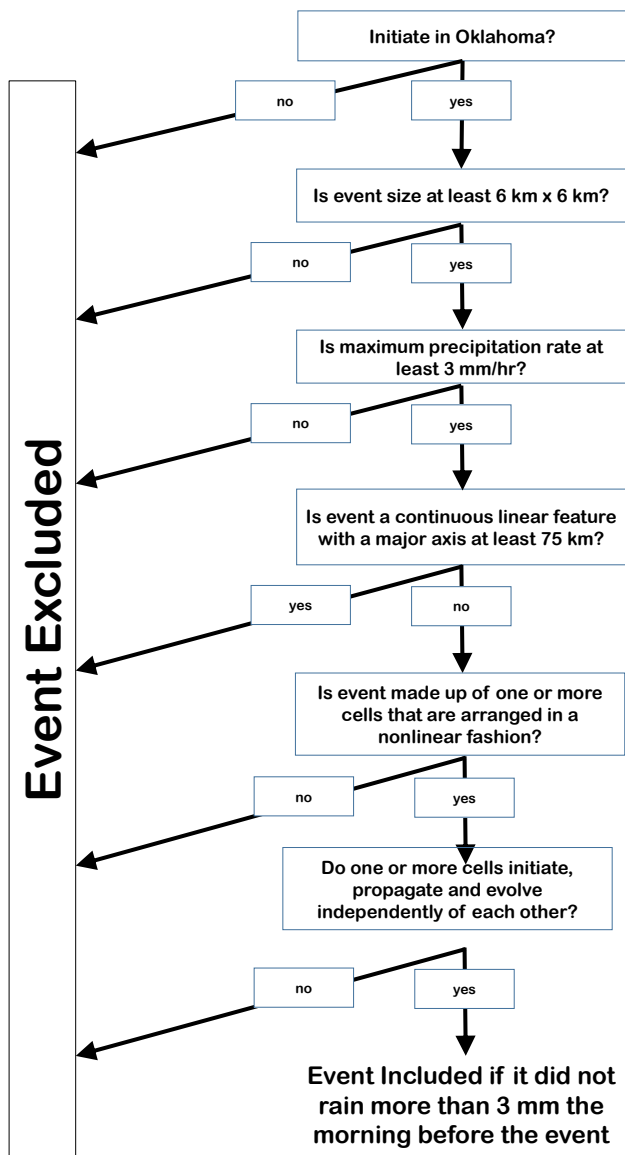 Initiate in Oklahoma?
no
yes
Is event size at least 6 km x 6 km?
no
yes
Is maximum precipitation rate at
least 3 mm/hr?
no
yes
Is event a continuous linear feature
with a major axis at least 75 km?
yes
no
Is event made up of one or more
cells that are arranged in a
nonlinear fashion?
no
yes
Do one or more cells initiate,
propagate and evolve
independently of each other?
no
yes
Event Included if it did not
rain more than 3 mm the
morning before the event
Event Excluded